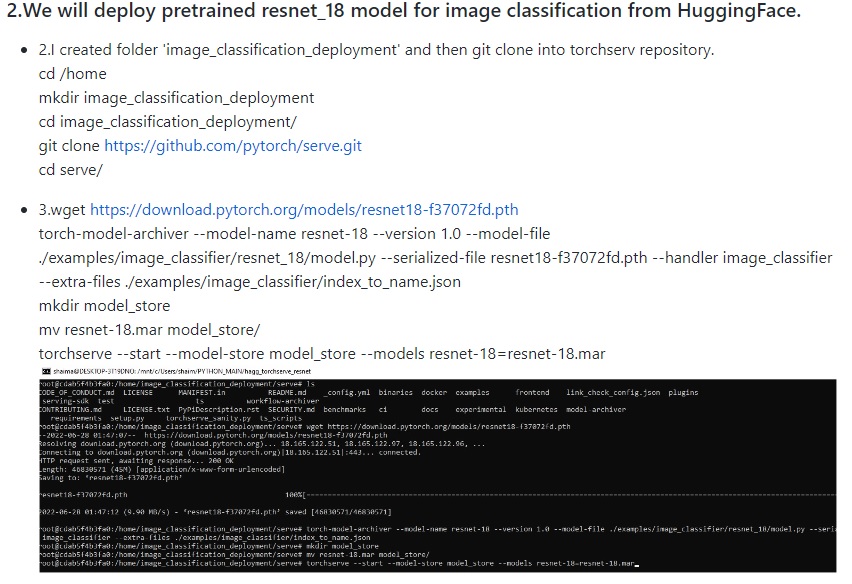 2.We will deploy pretrained resnet_18 model for image classification from HuggingFace.
2.I created folder 'image_classification_deployment' and then git clone into torchserv repository.
cd /home
mkdir image_classification_deployment
cd image_classification_deployment/
git clone https://github.com/pytorch/serve.git
cd serve/
3.wget https://download.pytorch.org/models/resnet18-f37072fd.pth
torch-model-archiver --model-name resnet-18 --version 1.0 --model-file
./examples/image_classifier/resnet_18/model.py --serialized-file resnet18-f37072fd.pth --handler image_classifier
--extra-files ./examples/image_classifier/index_to_name.json
mkdir model_store
mv resnet-18.mar model_store/
torchserve --start --model-store model_store --models resnet-18=resnet-18.mar
shaima@DESKTOP-3T19DNO: /mnt/c/Users/shaim/PYTHON_MAIN/hagg_torchserve_resnet
root@cdab5f4b3fa0:/home/image_classification_deployment/serve# ls
CODE_OF_CONDUCT.md LICENSE MANIFEST.in README.md _config.yml binaries docker examples frontend link_check_config.json plugins
serving-sdk test ts workflow-archiver
CONTRIBUTING.md LICENSE.txt PyPiDescription.rst SECURITY.md benchmarks ci docs experimental kubernetes model-archiver
requirements setup.py torchserve_sanity.py ts_scripts
root@cdab5f4b3fa0:/home/image_classification_deployment/serve# wget https://download.pytorch.org/models/resnet18-f37072fd.pth
--2022-06-28 01:47:07-- https://download.pytorch.org/models/resnet18-f37072fd.pth
Resolving download.pytorch.org (download.pytorch.org)... 18.165.122.51, 18.165.122.97, 18.165.122.96, ...
Connecting to download.pytorch.org (download.pytorch.org)|18.165.122.51|:443... connected.
HTTP request sent, awaiting response... 200 OK
Length: 46830571 (45M) [application/x-www-form-urlencoded]
Saving to: 'resnet18-f37072fd.pth'
resnet18-f37072fd.pth 100%[
2022-06-28 01:47:12 (9.90 MB/s) - 'resnet18-f37072fd.pth' saved [46830571/46830571]
root@cdab5f4b3fa0:/home/image_classification_deployment/serve# torch-model-archiver --model-name resnet-18 --version 1.0 --model-file ./examples/image_classifier/resnet_18/model.py --seria
image_classifier --extra-files ./examples/image_classifier/index_to_name.json
root@cdab5f4b3fa0:/home/image_classification_deployment/serve# mkdir model_store
root@cdab5f4b3fa0:/home/image_classification_deployment/serve# mv resnet-18.mar model_store/
root@cdab5f4b3fa0:/home/image_classification_deployment/serve# torchserve --start --model-store model_store --models resnet-18=resnet-18.mar